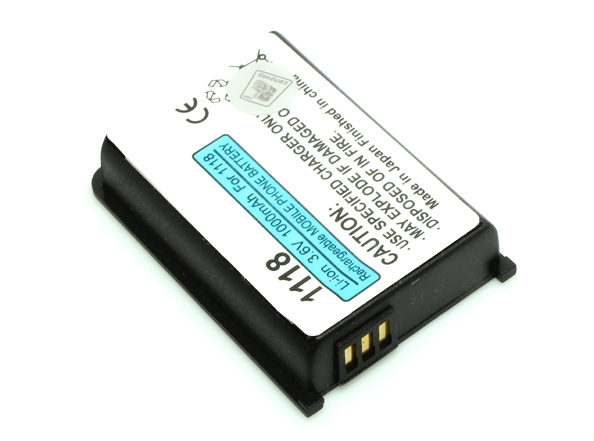 1118
Li-ion 3.6V 1000mAh For 1118
Rechargeable MOBILE PHONE BATTERY
CE
CAUTION:
·USE SPECIFIED CHARGER ON
·MAY EXPLODE IF DAMAGED O
·DISPOSED OF IN FIRE.
Made in Japan Finished in china